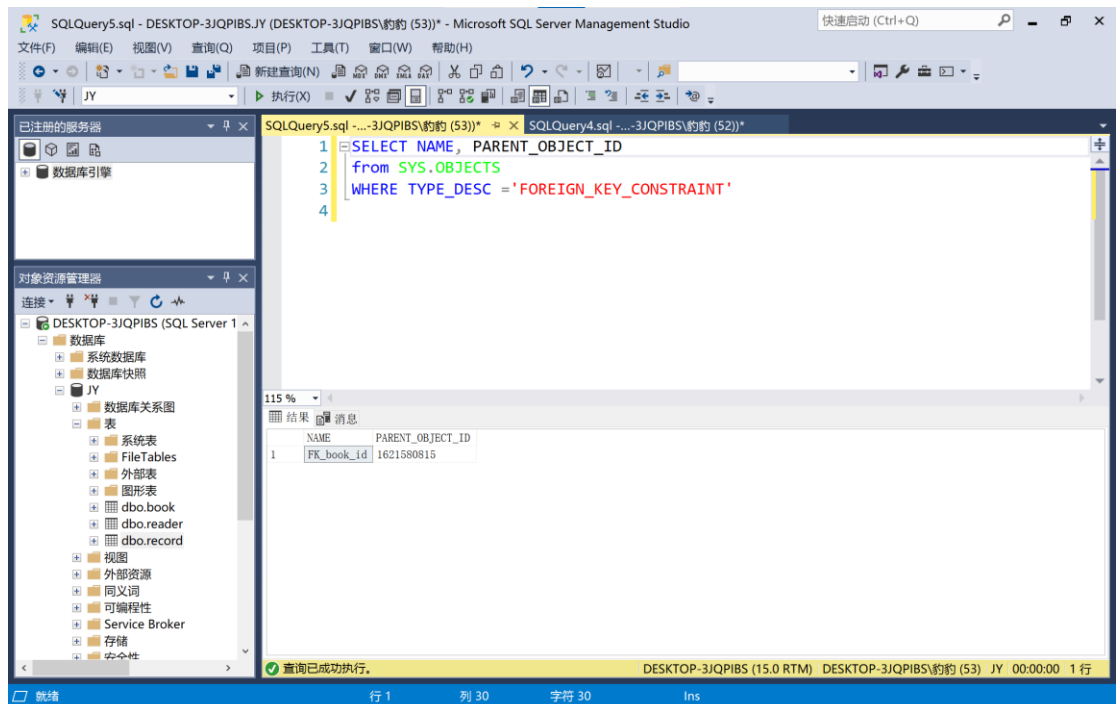 SQLQuery5.sql - DESKTOP-3JQPIBS.JY (DESKTOP-3JQPIBS\豹豹 (53))* - Microsoft SQL Server Management Studio
快速启动 (Ctrl+Q)
文件(F) 编辑(E) 视图(V) 查询(Q) 项目(P) 工具(T) 窗口(W) 帮助(H)
新建查询(N) MDX DMX XMLA DAX
JY 执行(X)
已注册的服务器
数据库引擎
对象资源管理器
连接
DESKTOP-3JQPIBS (SQL Server 1
数据库
系统数据库
数据库快照
JY
数据库关系图
表
系统表
FileTables
外部表
图形表
dbo.book
dbo.reader
dbo.record
视图
外部资源
同义词
可编程性
Service Broker
存储
安全性
SQLQuery5.sql -...-3JQPIBS\豹豹 (53))* SQLQuery4.sql -...-3JQPIBS\豹豹 (52))*
1 SELECT NAME, PARENT_OBJECT_ID
2 from SYS.OBJECTS
3 WHERE TYPE_DESC ='FOREIGN_KEY_CONSTRAINT'
4
115 %
结果 消息
NAME PARENT_OBJECT_ID
1 FK_book_id 1621580815
查询已成功执行。 DESKTOP-3JQPIBS (15.0 RTM) DESKTOP-3JQPIBS\豹豹 (53) JY 00:00:00 1 行
就绪 行 1 列 30 字符 30 Ins